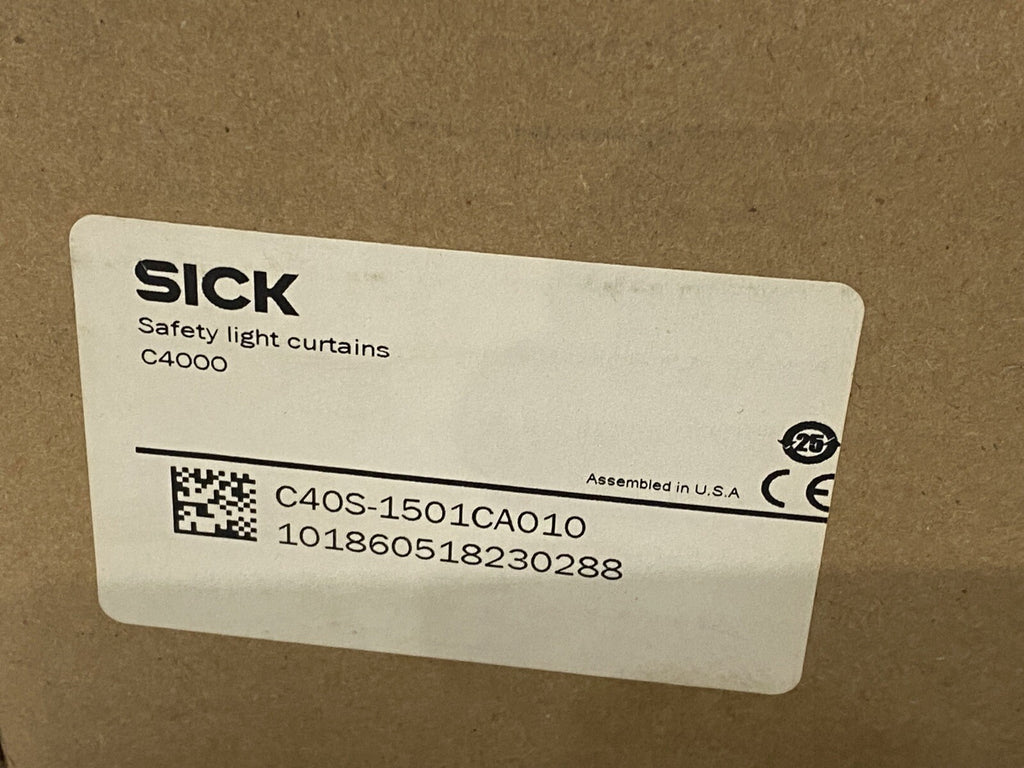 SICK
Safety light curtains
C4000
25
Assembled in U.S.A
CE
C40S-1501CA010
101860518230288